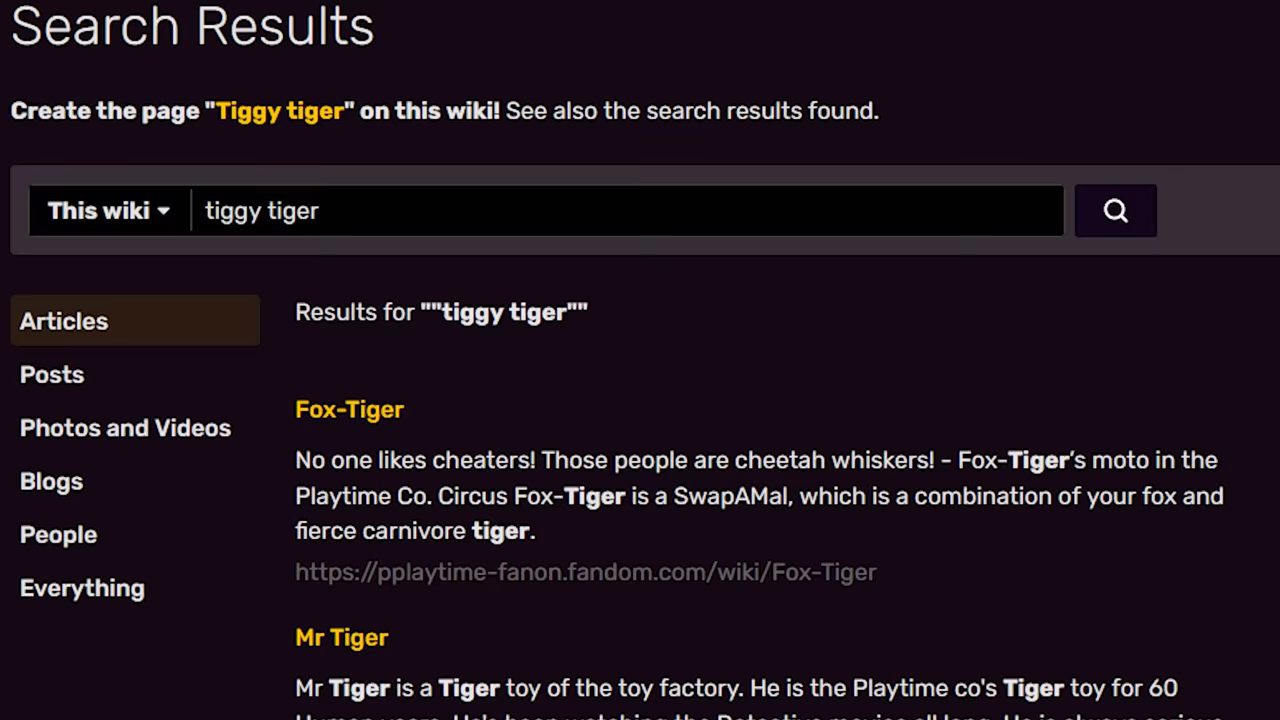 Search Results
Create the page "Tiggy tiger" on this wiki! See also the search results found.
This wiki
tiggy tiger
Articles
Posts
Photos and Videos
Blogs
People
Everything
Results for ""tiggy tiger""
Fox-Tiger
No one likes cheaters! Those people are cheetah whiskers! - Fox-Tiger's moto in the
Playtime Co. Circus Fox-Tiger is a SwapAMal, which is a combination of your fox and
fierce carnivore tiger.
https://pplaytime-fanon.fandom.com/wiki/Fox-Tiger
Mr Tiger
Mr Tiger is a Tiger toy of the toy factory. He is the Playtime co's Tiger toy for 60